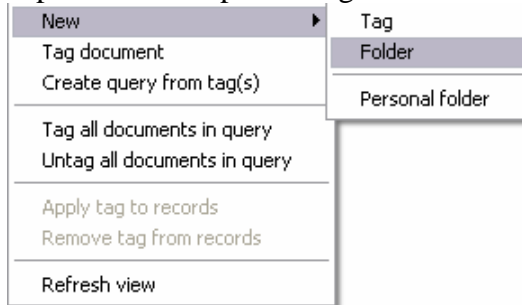 New
Tag document
Create query from tag(s)
Tag all documents in query
Untag all documents in query
Apply tag to records
Remove tag from records
Refresh view
Tag
Folder
Personal folder